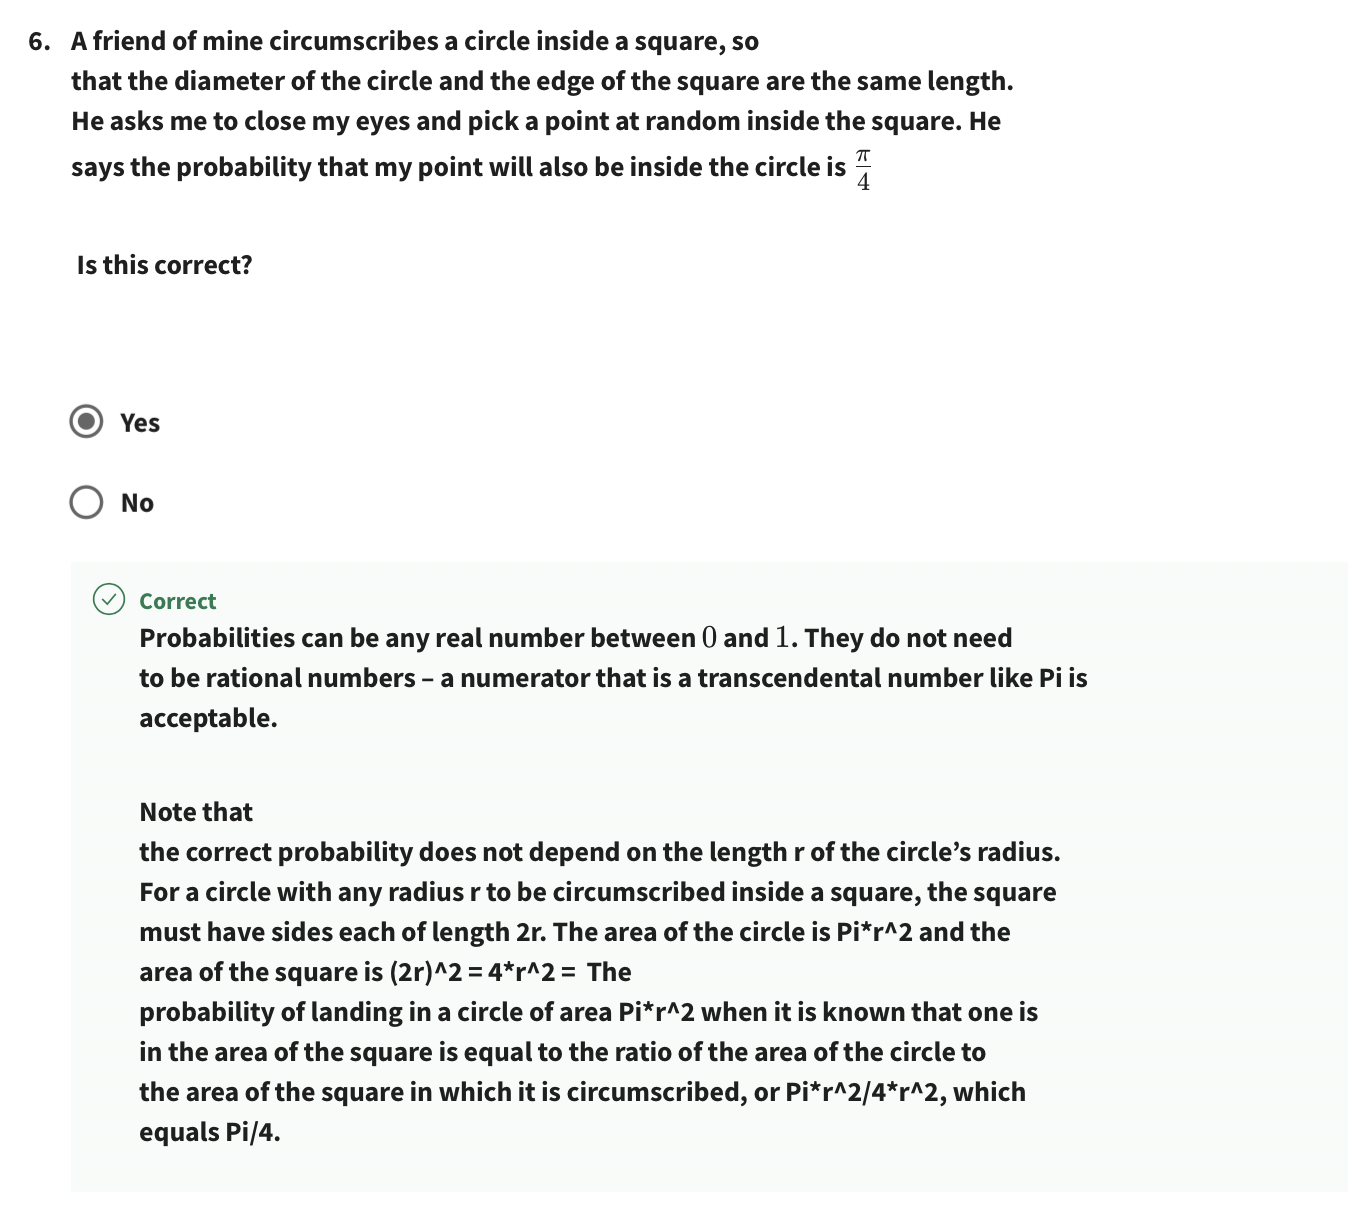 6. A friend of mine circumscribes a circle inside a square, so
that the diameter of the circle and the edge of the square are the same length.
He asks me to close my eyes and pick a point at random inside the square. He
says the probability that my point will also be inside the circle is π/4
Is this correct?
Yes
No
Correct
Probabilities can be any real number between 0 and 1. They do not need
to be rational numbers – a numerator that is a transcendental number like Pi is
acceptable.
Note that
the correct probability does not depend on the length r of the circle’s radius.
For a circle with any radius r to be circumscribed inside a square, the square
must have sides each of length 2r. The area of the circle is Pi*r^2 and the
area of the square is (2r)^2 = 4*r^2 = The
probability of landing in a circle of area Pi*r^2 when it is known that one is
in the area of the square is equal to the ratio of the area of the circle to
the area of the square in which it is circumscribed, or Pi*r^2/4*r^2, which
equals Pi/4.